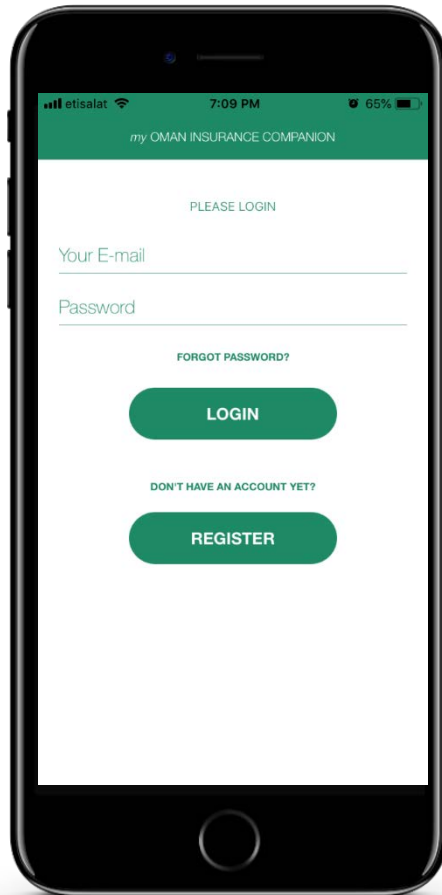 etisalat 7:09 PM 65%
my OMAN INSURANCE COMPANION
PLEASE LOGIN
Your E-mail
Password
FORGOT PASSWORD?
LOGIN
DON'T HAVE AN ACCOUNT YET?
REGISTER